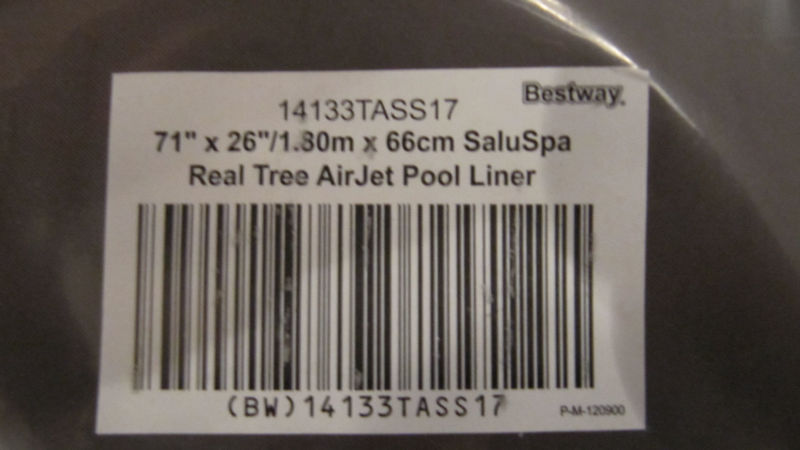 Bestway
14133TASS17
71" x 26"/1.80m x 66cm SaluSpa
Real Tree AirJet Pool Liner
(BW)14133TASS17
P-M-120900